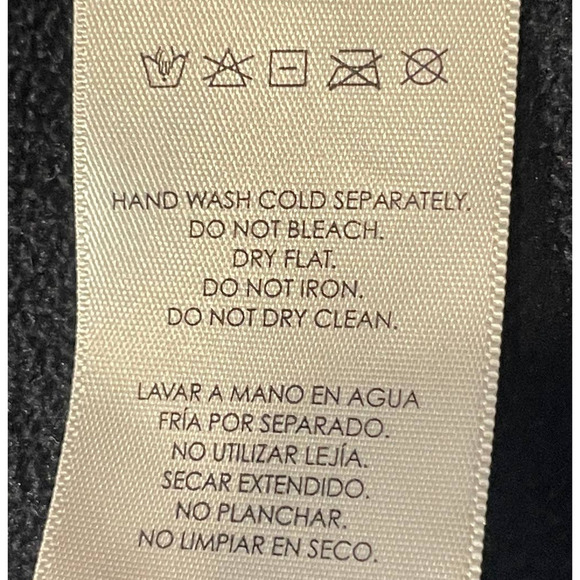 HAND WASH COLD SEPARATELY.
DO NOT BLEACH.
DRY FLAT.
DO NOT IRON.
DO NOT DRY CLEAN.
LAVAR A MANO EN AGUA
FRÍA POR SEPARADO.
NO UTILIZAR LEJÍA.
SECAR EXTENDIDO.
NO PLANCHAR.
NO LIMPIAR EN SECO.